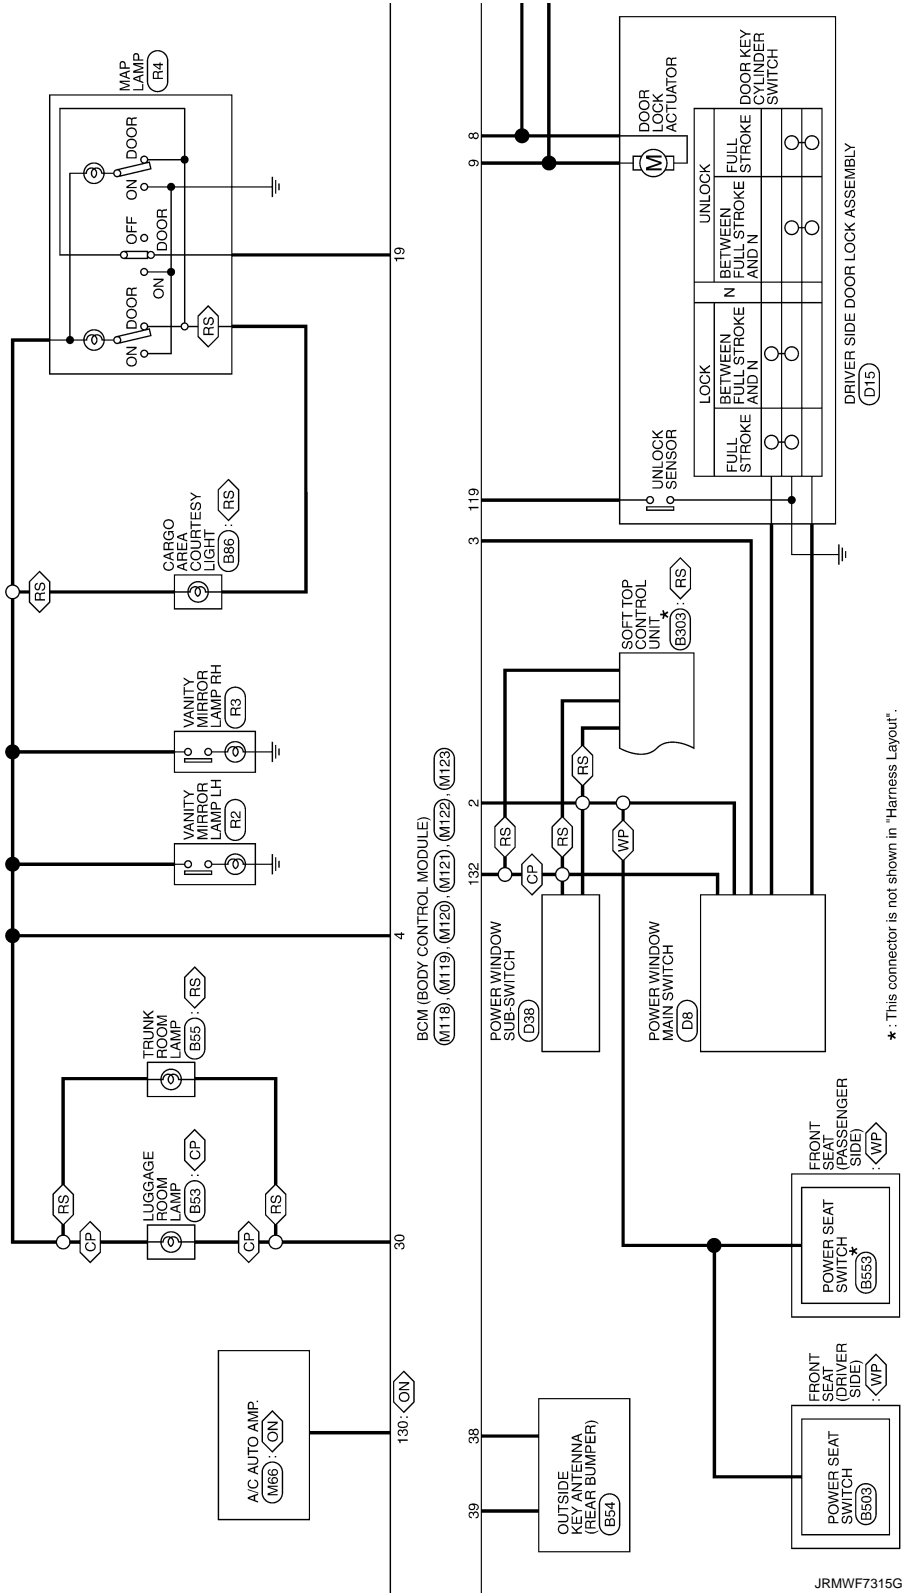 A/C AUTO AMP.
M66 : ON
130: ON
LUGGAGE
ROOM
LAMP
B53 : CP
CP
CP
RS
RS
30
TRUNK
ROOM
LAMP
B55 : RS
4
VANITY
MIRROR
LAMP LH
R2
VANITY
MIRROR
LAMP RH
R3
RS
CARGO
AREA
COURTESY
LIGHT
B86 : RS
MAP
LAMP
R4
ON
DOOR
ON
OFF
DOOR
ON
DOOR
RS
19
BCM (BODY CONTROL MODULE)
M118 , M119 , M120 , M121 , M122 , M123
39
38
OUTSIDE
KEY ANTENNA
(REAR BUMPER)
B54
POWER SEAT
SWITCH
B503
FRONT
SEAT
(DRIVER
SIDE)
: WP
POWER SEAT
SWITCH
* B553
FRONT
SEAT
(PASSENGER
SIDE)
: WP
POWER WINDOW
SUB-SWITCH
D38
POWER WINDOW
MAIN SWITCH
D8
132
2
RS
CP
RS
WP
RS
SOFT TOP
CONTROL
UNIT *
B303 : RS
3
119
UNLOCK
SENSOR
9
8
M
DOOR
LOCK
ACTUATOR
LOCK
N
UNLOCK
FULL
STROKE
BETWEEN
FULL STROKE
AND N
BETWEEN
FULL STROKE
AND N
FULL
STROKE
DOOR KEY
CYLINDER
SWITCH
DRIVER SIDE DOOR LOCK ASSEMBLY
D15
* : This connector is not shown in "Harness Layout".
JRMWF7315G